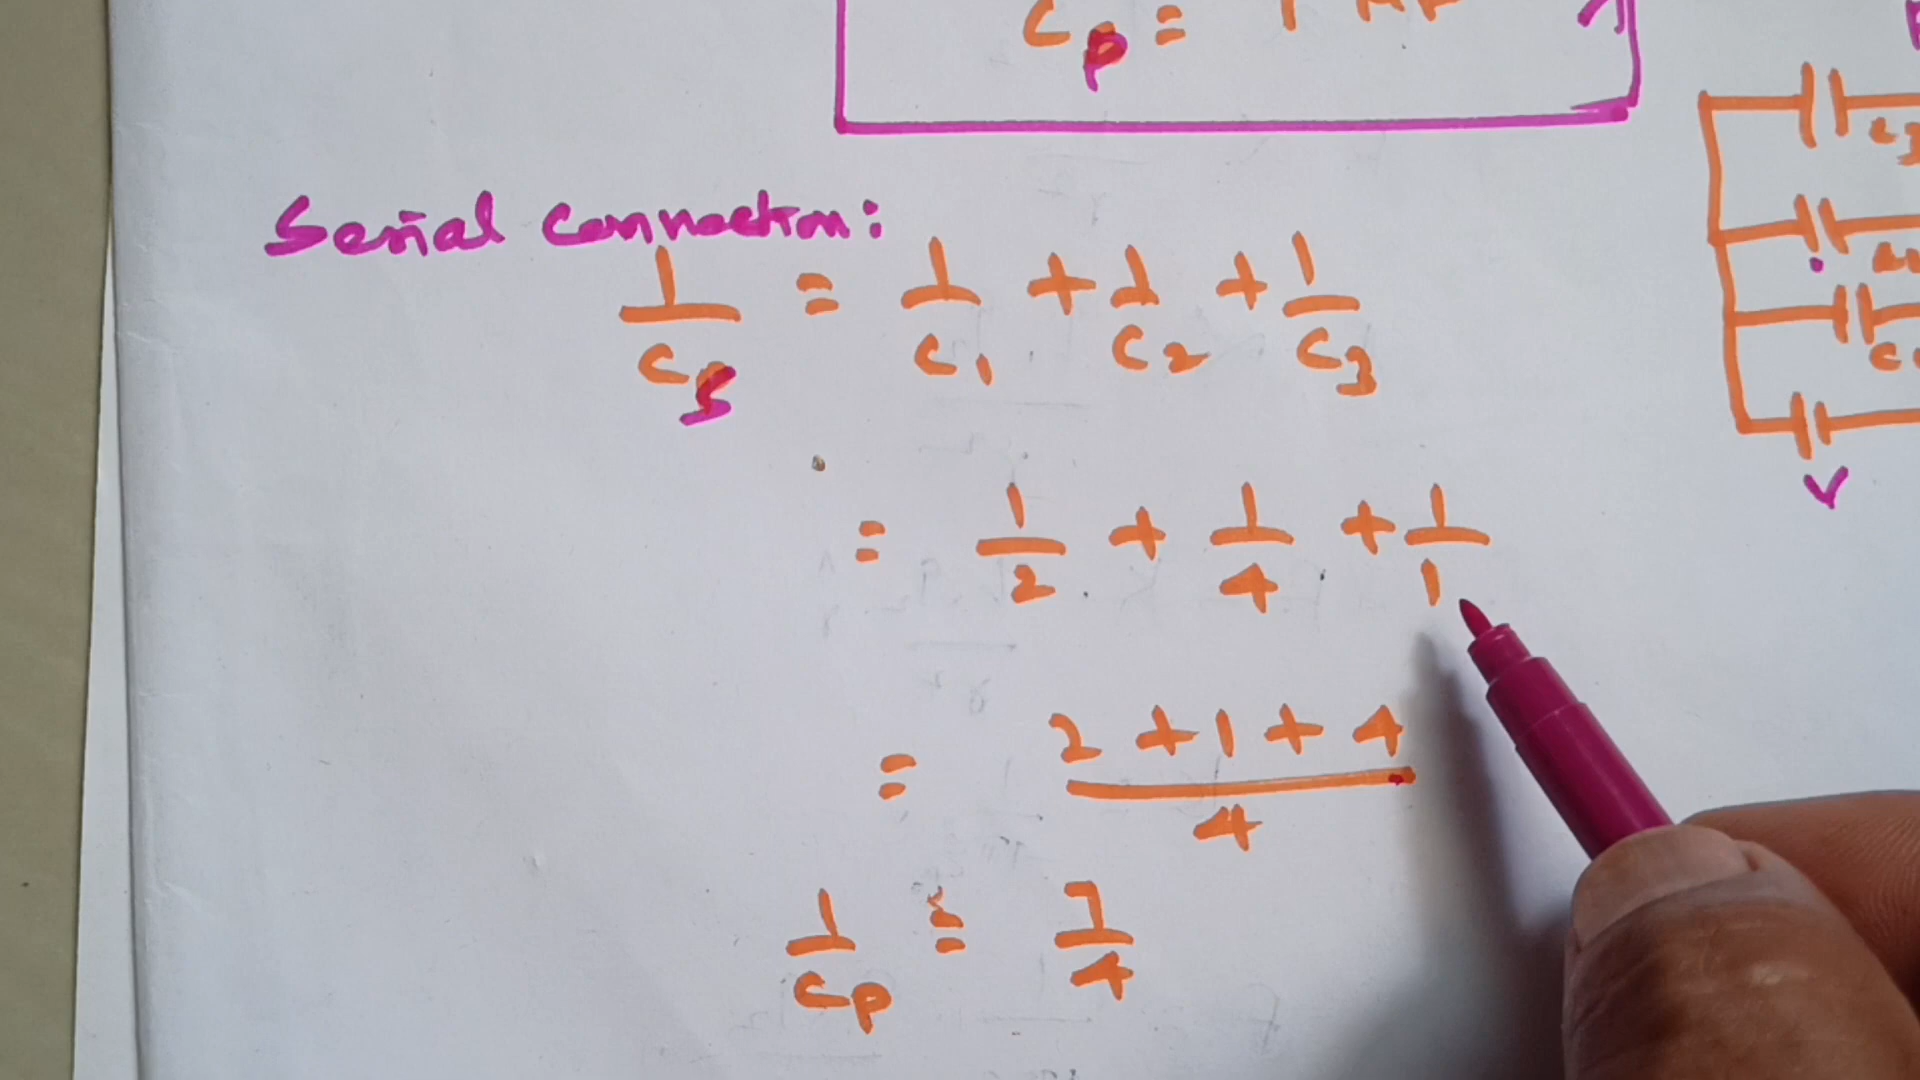 Cp =
Serial connection:
1/Cs = 1/C1 + 1/C2 + 1/C3
= 1/2 + 1/4 + 1/1
= 2 + 1 + 4 / 4
1/Cp = 7/4